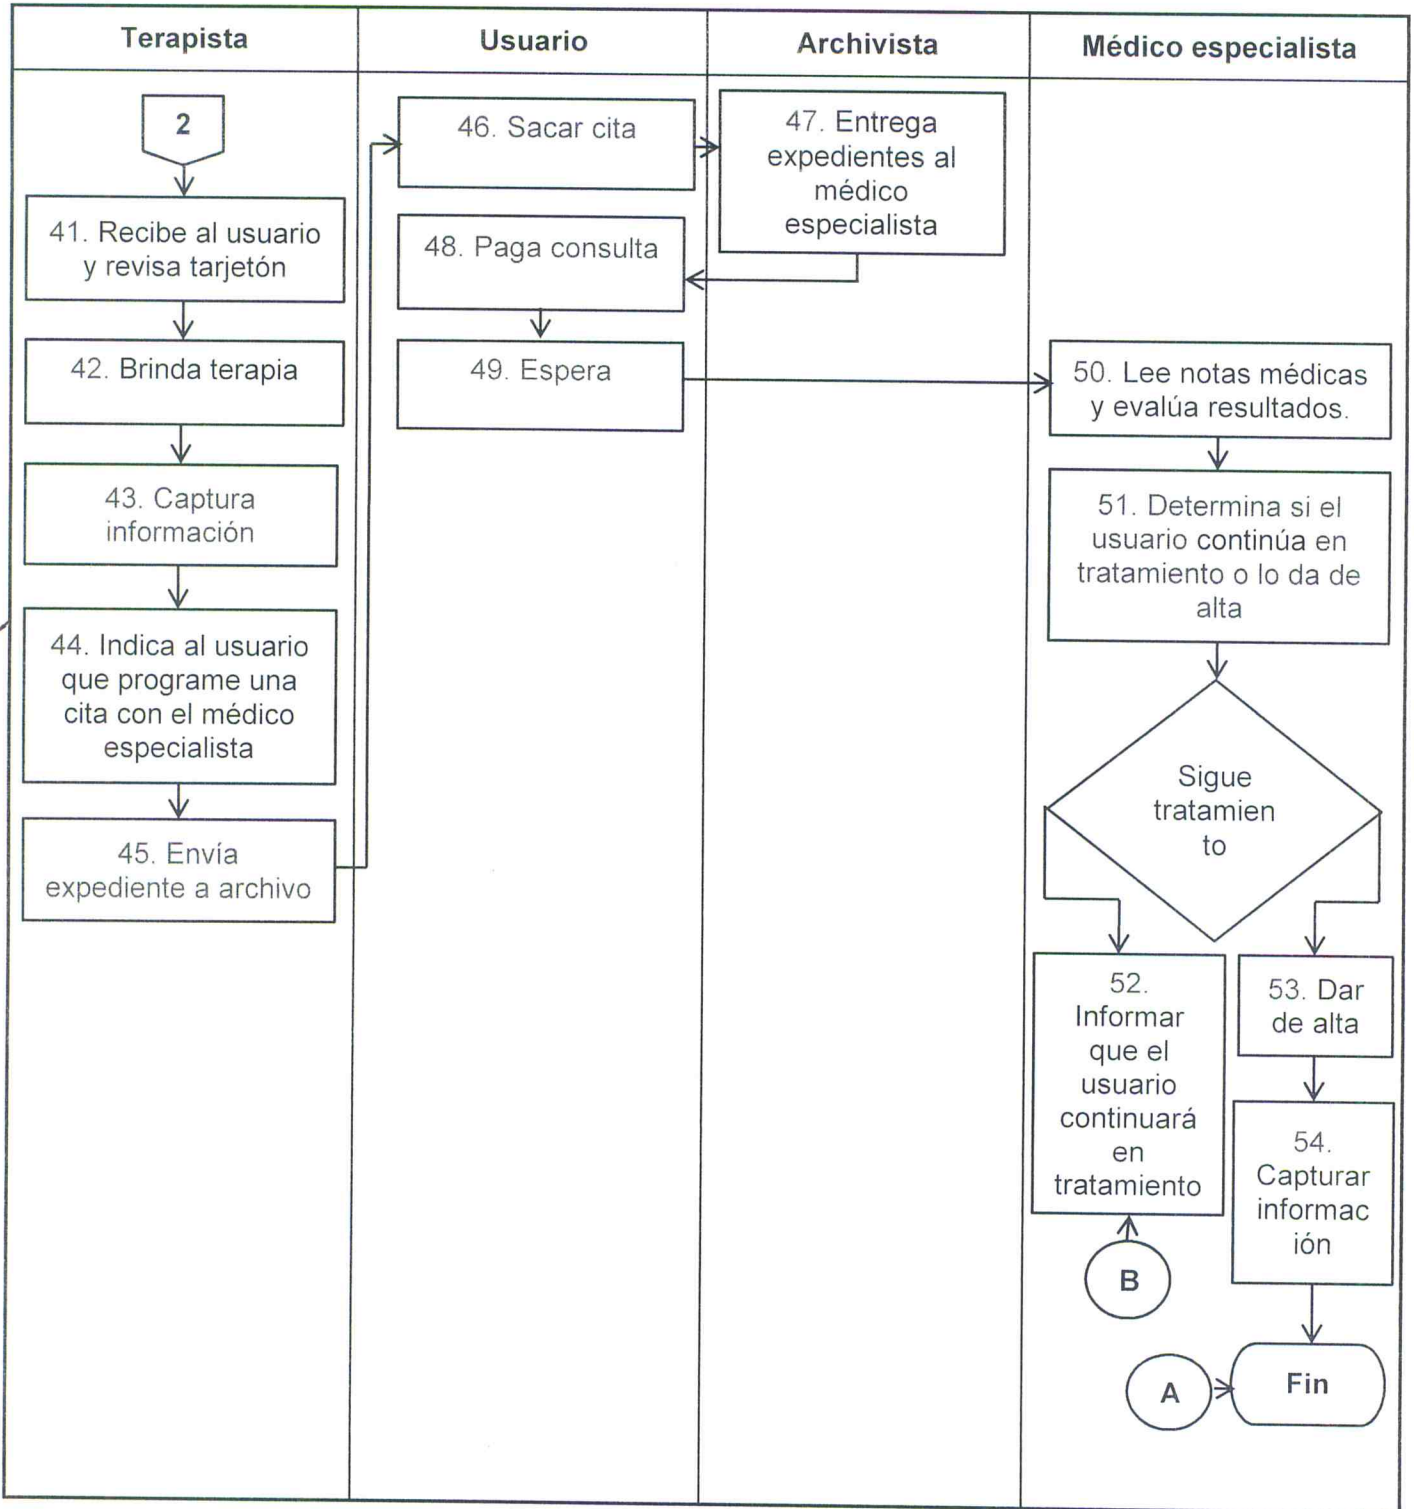 Terapista
Usuario
Archivista
Médico especialista
2
41. Recibe al usuario
y revisa tarjetón
42. Brinda terapia
43. Captura
información
44. Indica al usuario
que programe una
cita con el médico
especialista
45. Envía
expediente a archivo
46. Sacar cita
47. Entrega
expedientes al
médico
especialista
48. Paga consulta
49. Espera
50. Lee notas médicas
y evalúa resultados.
51. Determina si el
usuario continúa en
tratamiento o lo da de
alta
Sigue
tratamien
to
52.
Informar
que el
usuario
continuará
en
tratamiento
B
53. Dar
de alta
54.
Capturar
informac
ión
A
Fin